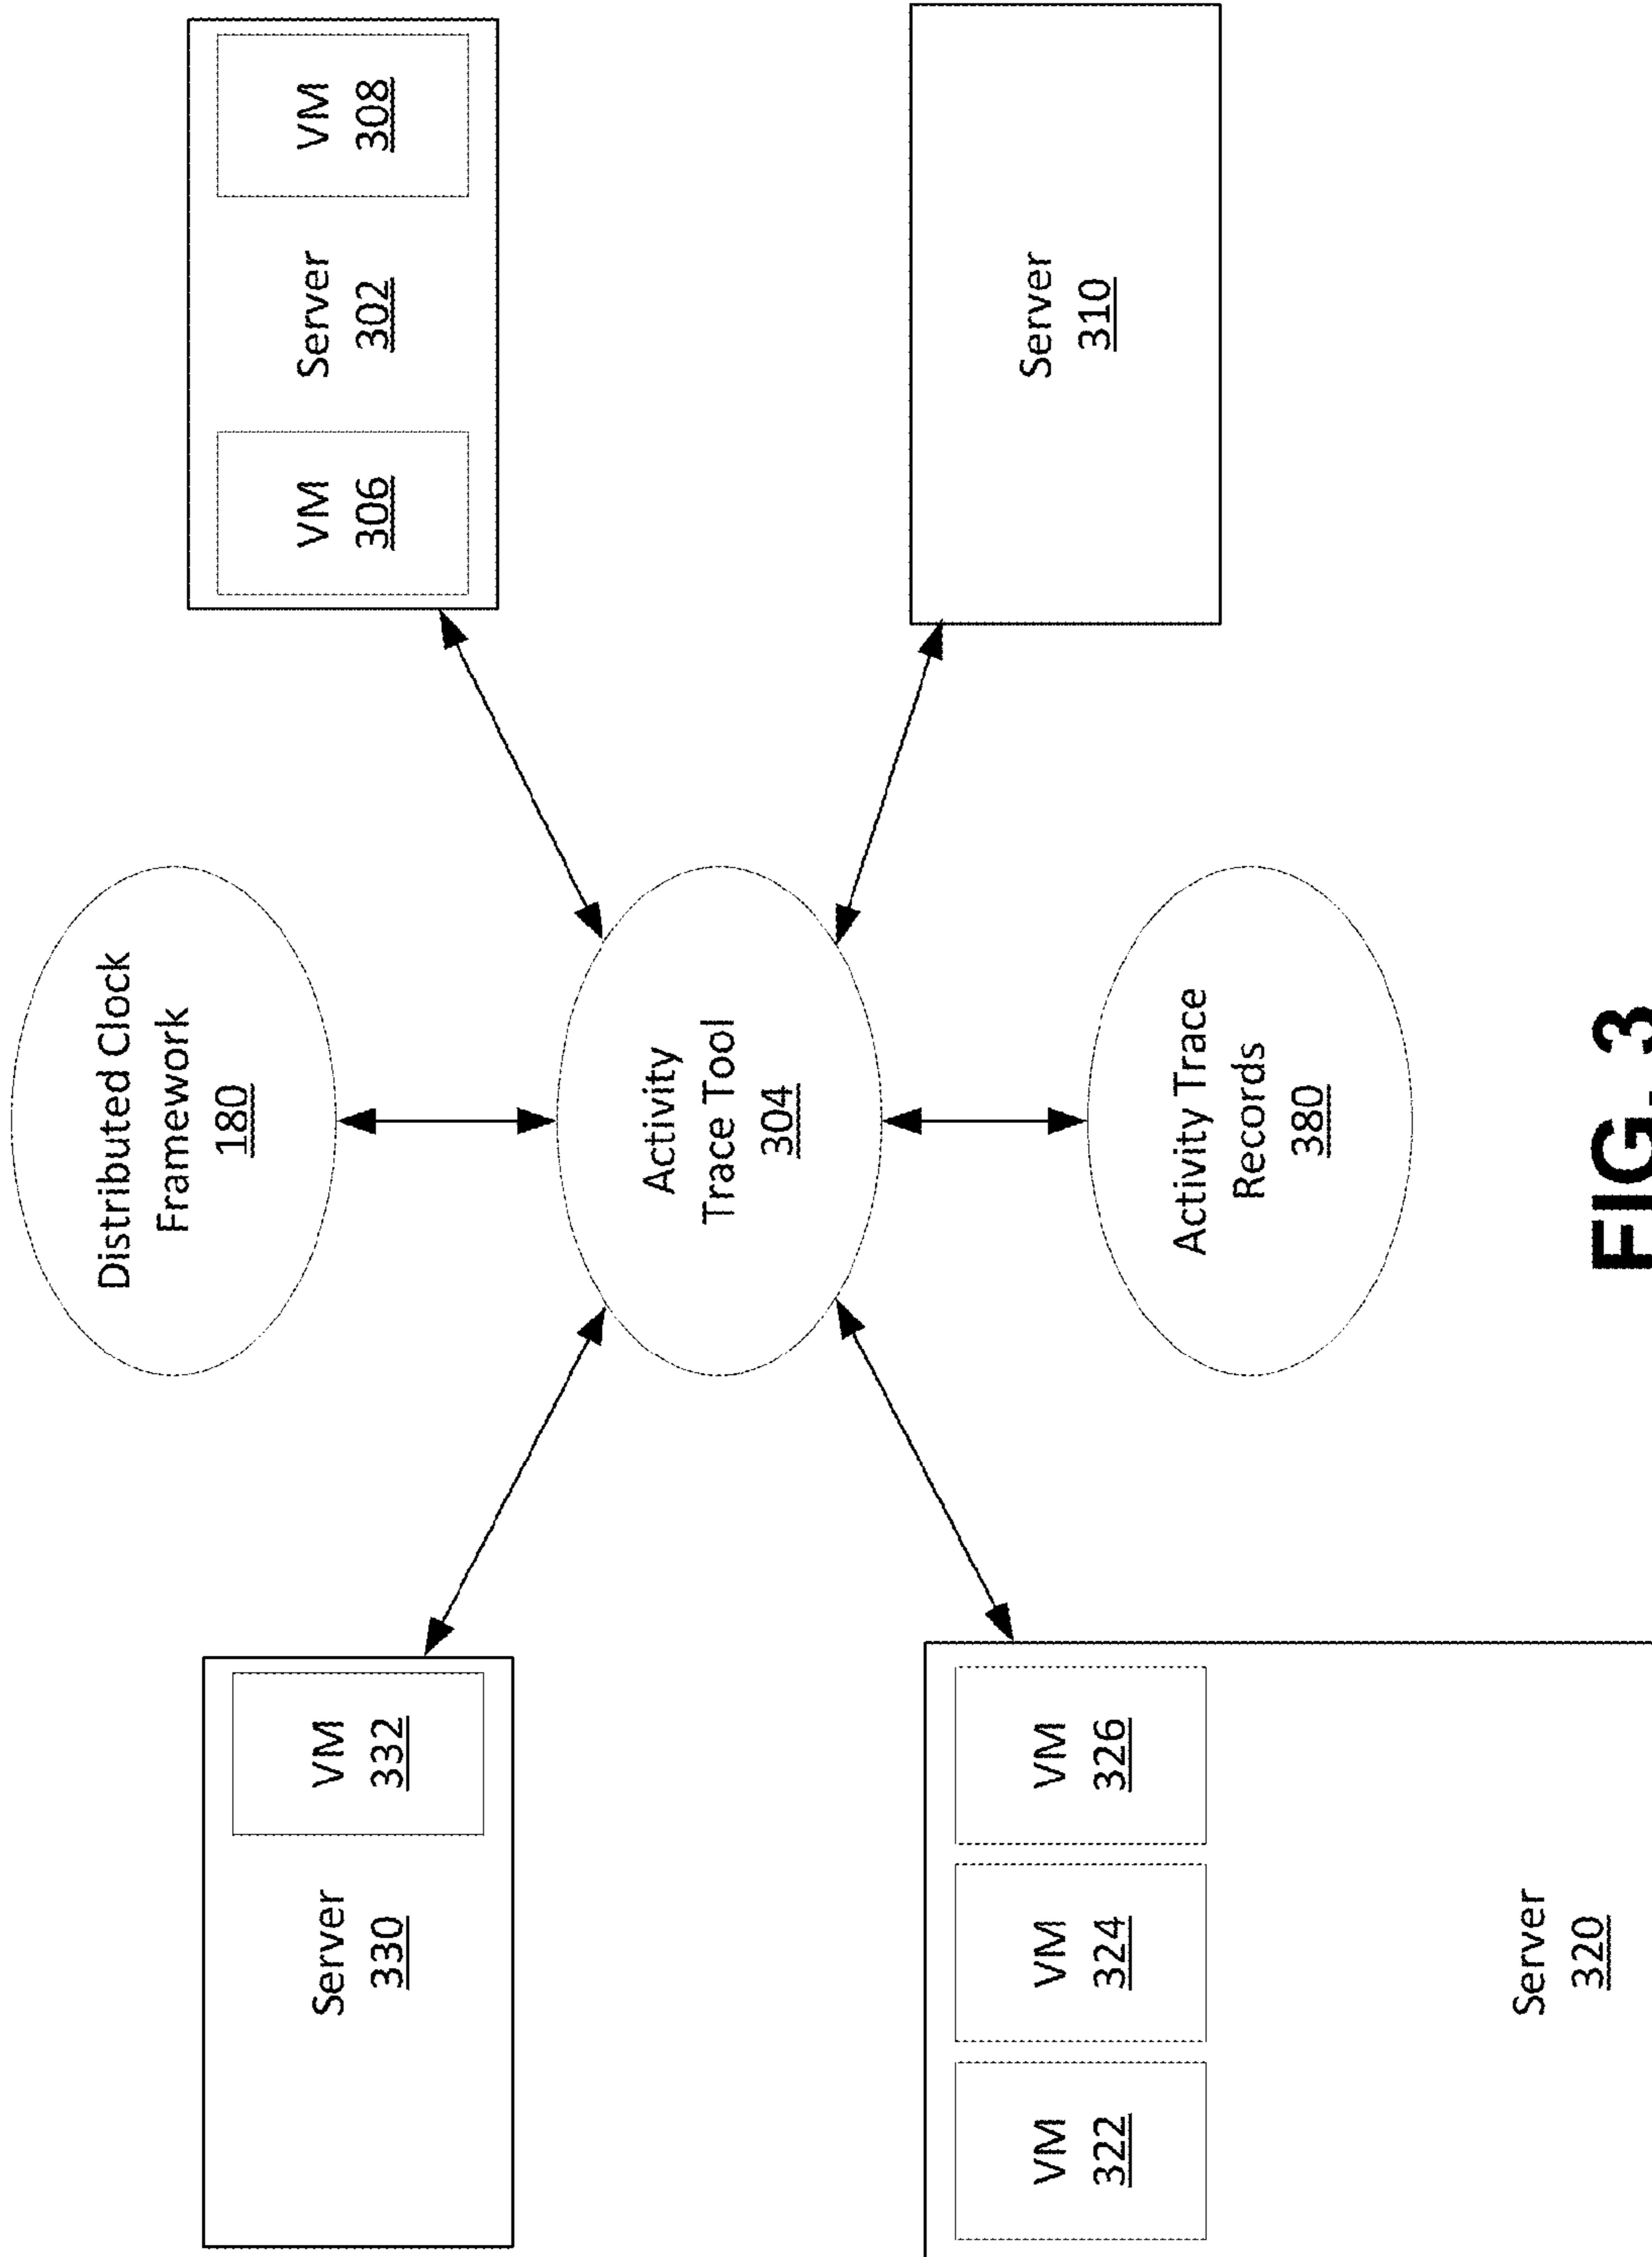 Distributed Clock
Framework
180
Server
330
VM
332
VM
306
Server
302
VM
308
Activity
Trace Tool
304
VM
322
VM
324
VM
326
Server
320
Activity Trace
Records
380
Server
310
FIG. 3